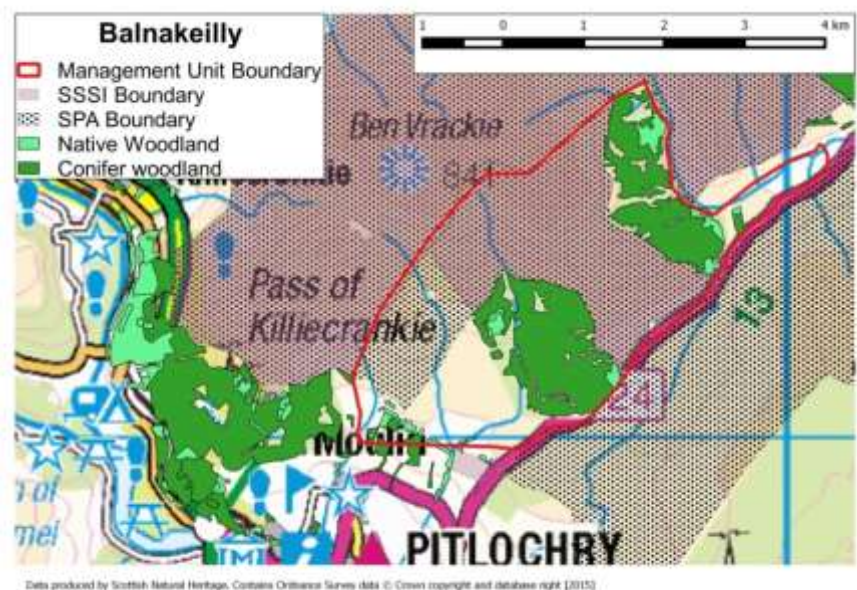 Balnakeilly
Management Unit Boundary
SSSI Boundary
SPA Boundary
Native Woodland
Conifer woodland
1 0 1 2 3 4 km
Ben Vrackie
841
Pass of
Killiecrankie
13
24
Moulin
PITLOCHRY
Data produced by Scottish Natural Heritage. Contains Ordnance Survey data © Crown copyright and database right [2015]